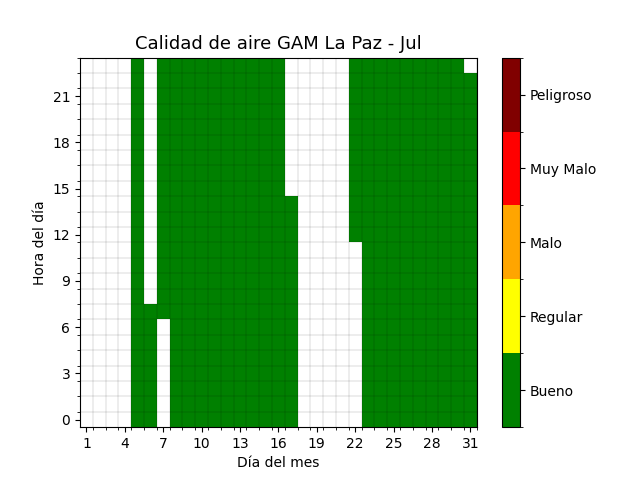 Calidad de aire GAM La Paz - Jul
Hora del día
21
18
15
12
9
6
3
0
1 4 7 10 13 16 19 22 25 28 31
Día del mes
Peligroso
Muy Malo
Malo
Regular
Bueno